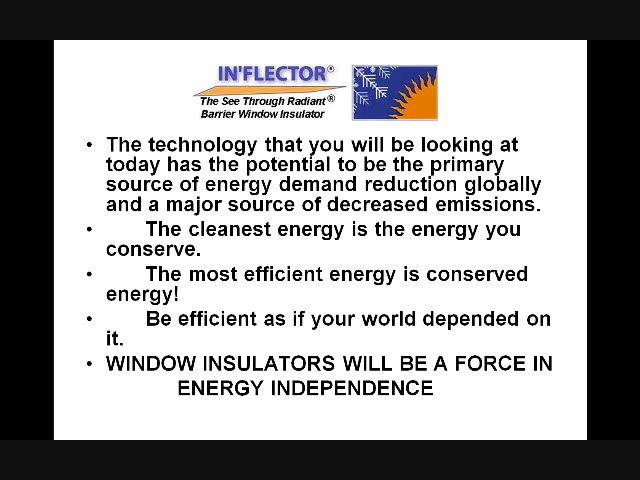 IN'FLECTOR®
The See Through Radiant®
Barrier Window Insulator
• The technology that you will be looking at
today has the potential to be the primary
source of energy demand reduction globally
and a major source of decreased emissions.
• The cleanest energy is the energy you
conserve.
• The most efficient energy is conserved
energy!
• Be efficient as if your world depended on
it.
• WINDOW INSULATORS WILL BE A FORCE IN
ENERGY INDEPENDENCE